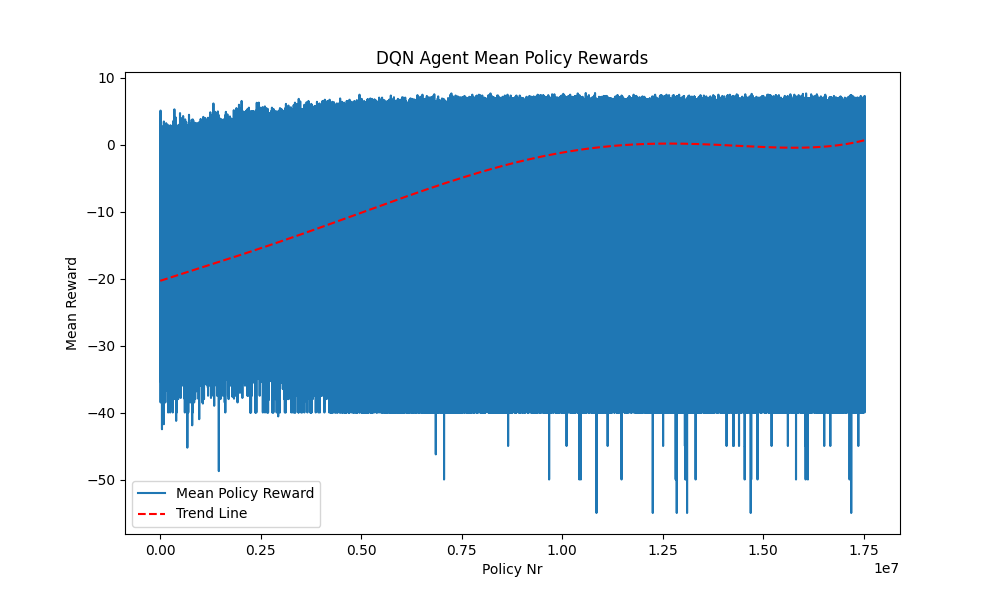 DQN Agent Mean Policy Rewards
10
0
−10
−20
−30
−40
−50
Mean Reward
Mean Policy Reward
Trend Line
0.00 0.25 0.50 0.75 1.00 1.25 1.50 1.75
1e7
Policy Nr